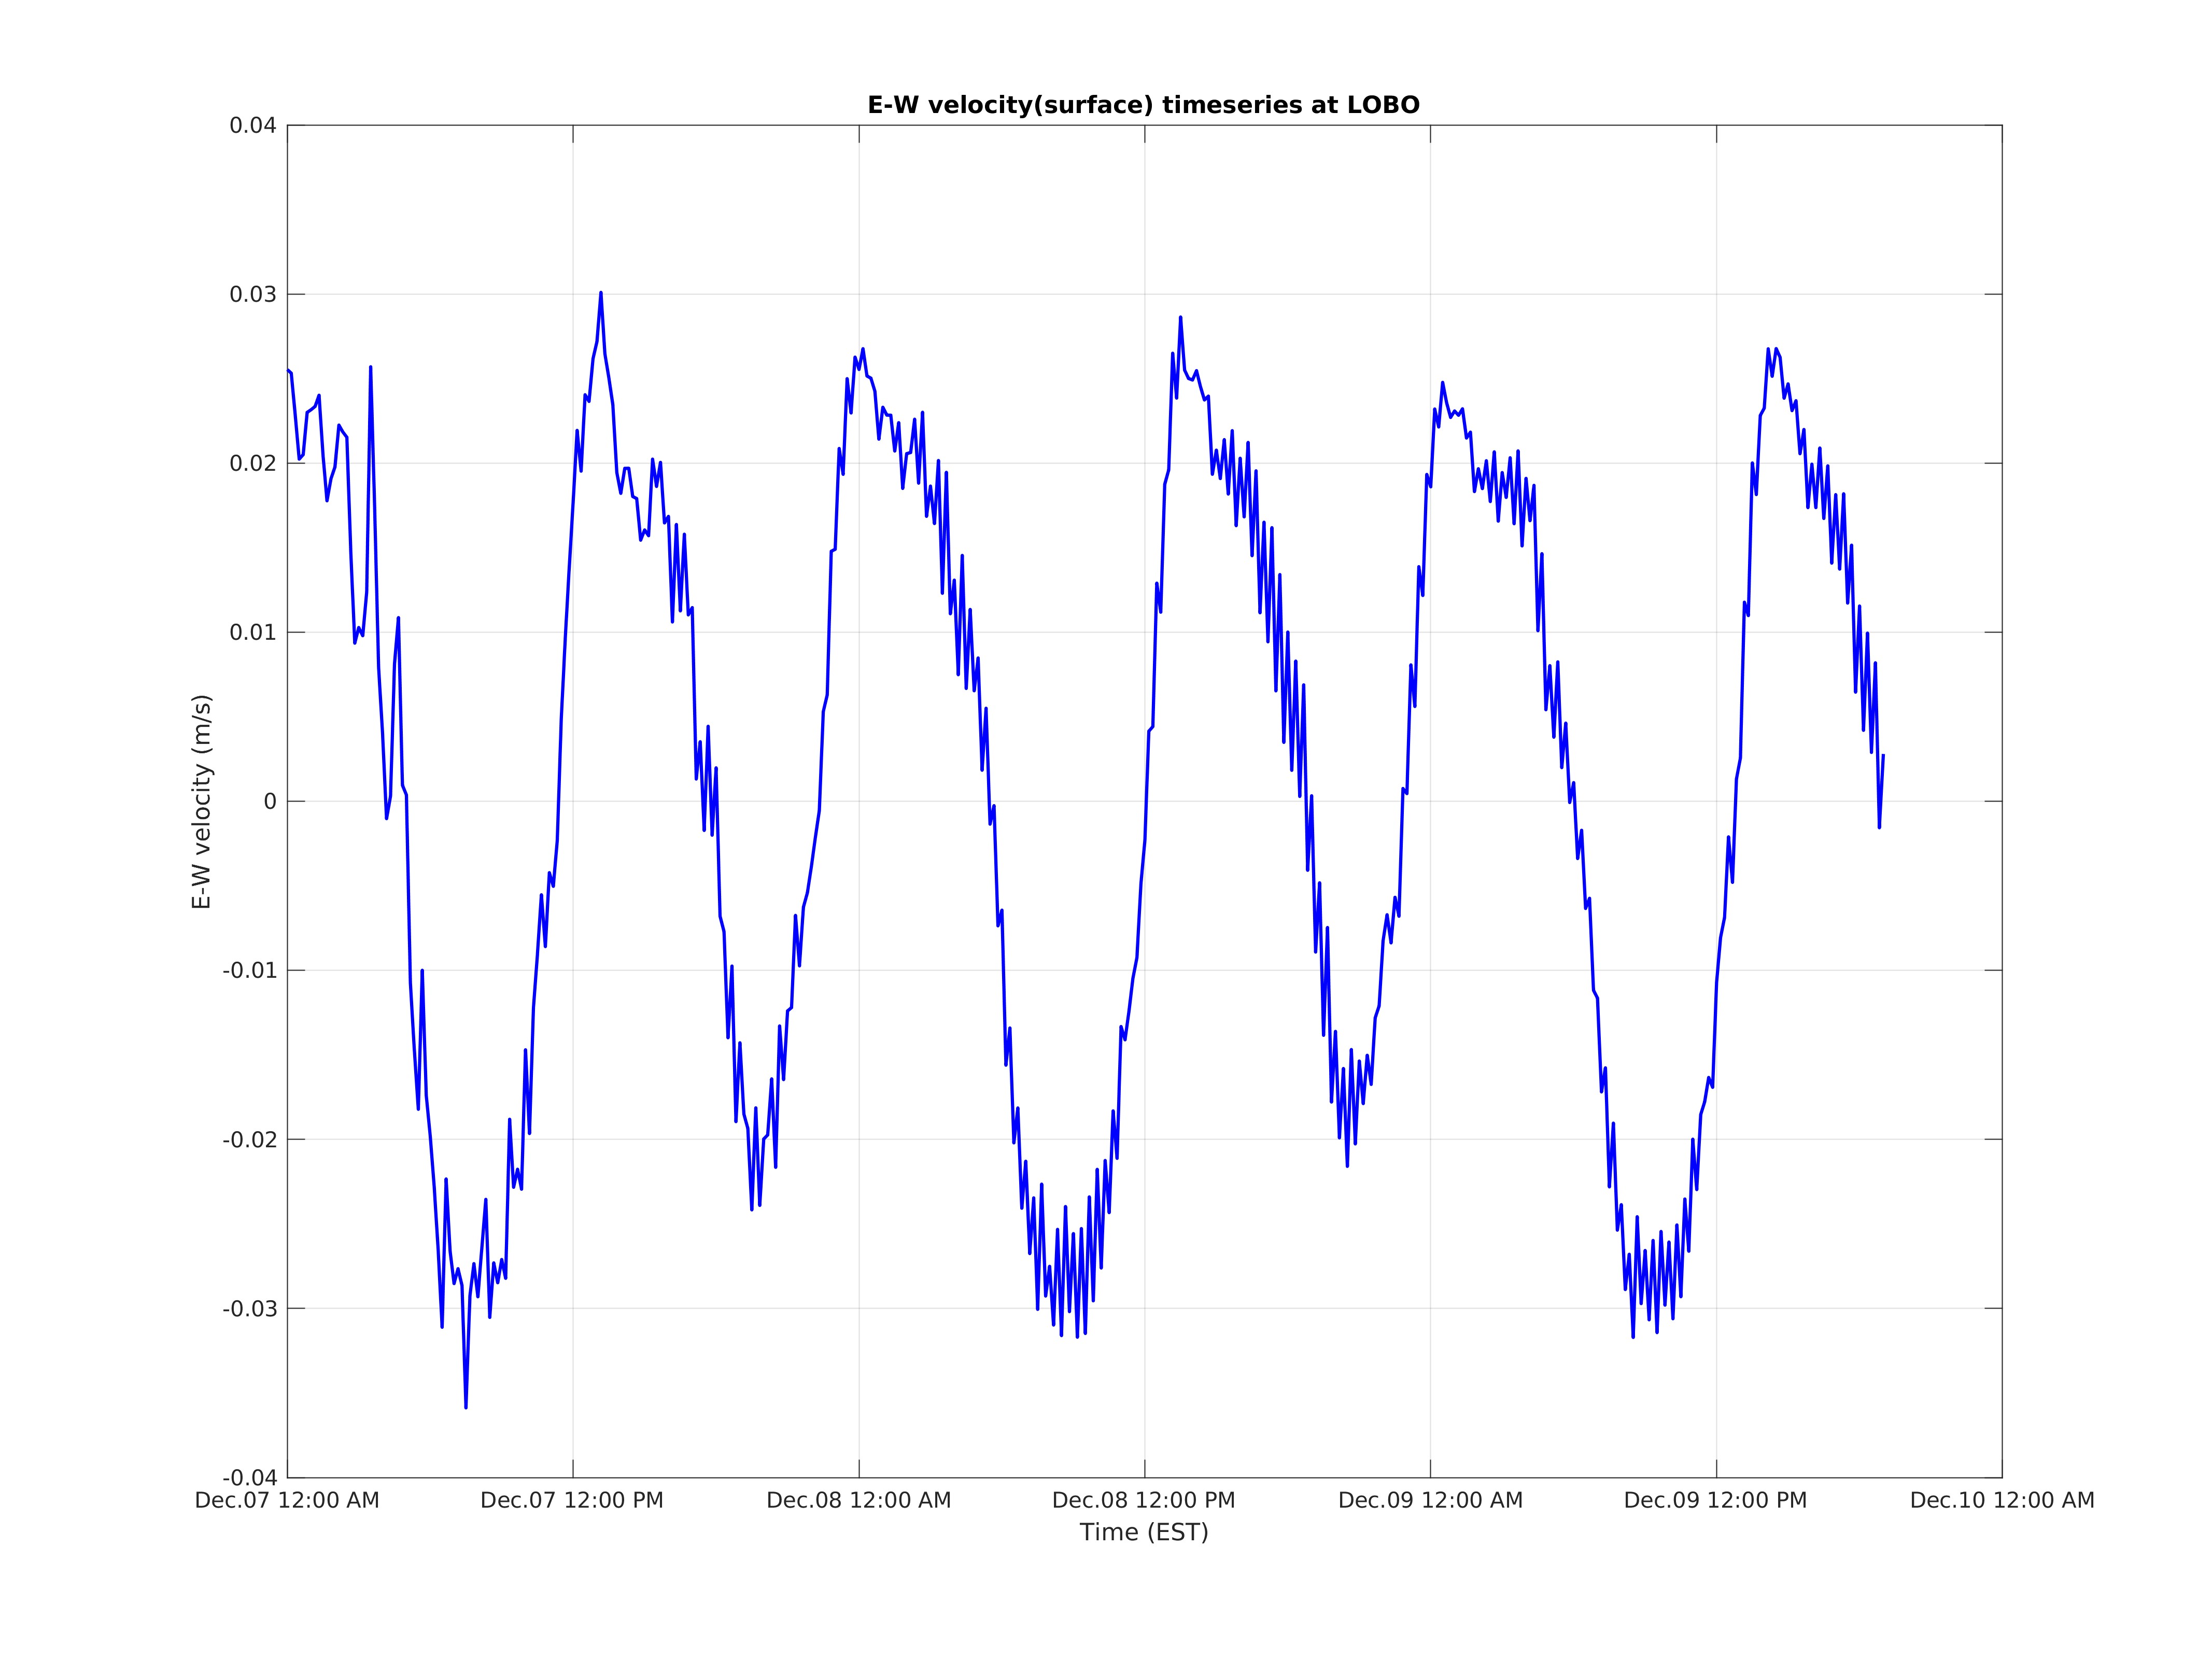 E-W velocity(surface) timeseries at LOBO
0.04
0.03
0.02
0.01
0
-0.01
-0.02
-0.03
-0.04
E-W velocity (m/s)
Dec.07 12:00 AM
Dec.07 12:00 PM
Dec.08 12:00 AM
Dec.08 12:00 PM
Dec.09 12:00 AM
Dec.09 12:00 PM
Dec.10 12:00 AM
Time (EST)